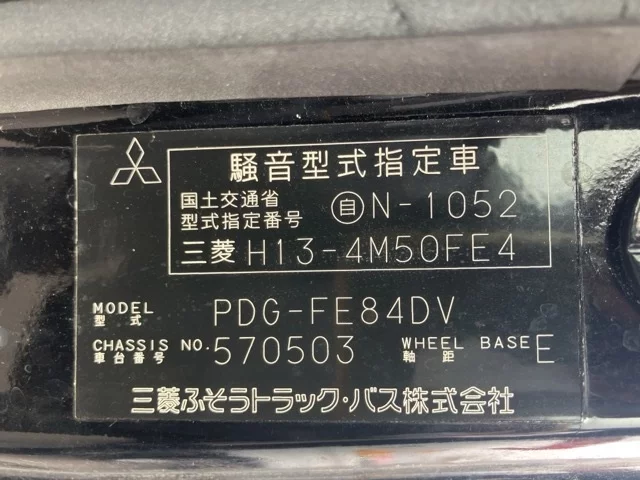 騒音型式指定車
国土交通省
型式指定番号 自N-1052
三菱 H13-4M50FE4
MODEL
型式 PDG-FE84DV
CHASSIS NO. 570503 WHEEL BASE E
車台番号 軸距
三菱ふそうトラック・バス株式会社